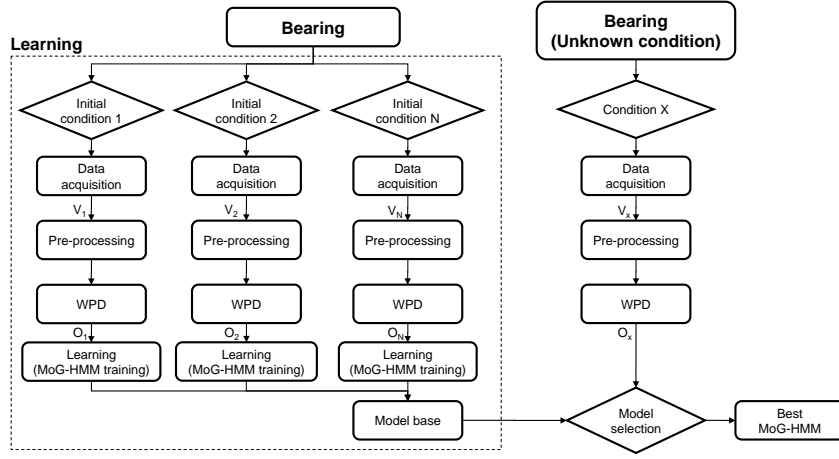 Learning
Bearing
Initial
condition 1
Initial
condition 2
Initial
condition N
Data
acquisition
Data
acquisition
Data
acquisition
V1
V2
VN
Pre-processing
Pre-processing
Pre-processing
WPD
WPD
WPD
O1
O2
ON
Learning
(MoG-HMM training)
Learning
(MoG-HMM training)
Learning
(MoG-HMM training)
Model base
Bearing
(Unknown condition)
Condition X
Data
acquisition
Vx
Pre-processing
WPD
Ox
Model
selection
Best
MoG-HMM